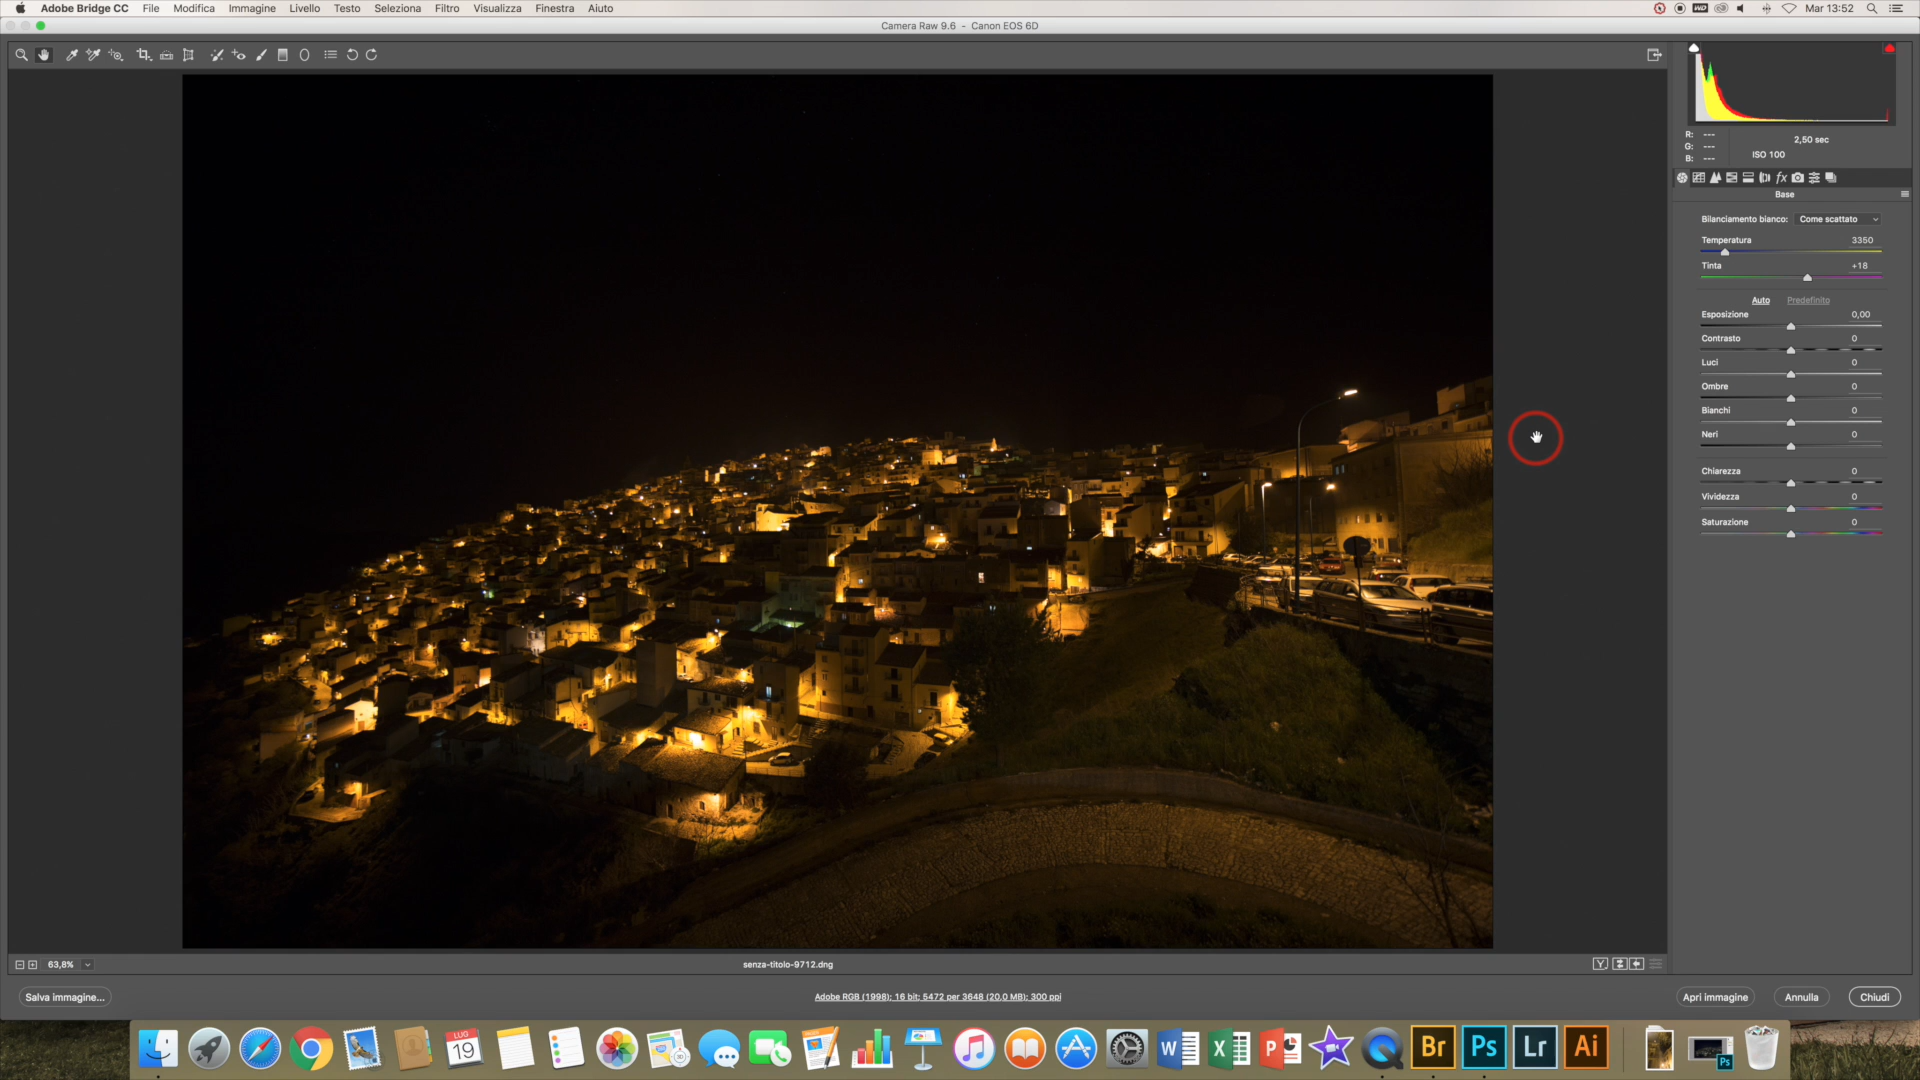 Adobe Bridge CC File Modifica Immagine Livello Testo Seleziona Filtro Visualizza Finestra Aiuto
Mar 13:52
Camera Raw 9.6 - Canon EOS 6D
R: ---
G: ---
B: ---
2,50 sec
ISO 100
fx
Base
Bilanciamento bianco: Come scattato
Temperatura 3350
Tinta +18
Auto Predefinito
Esposizione 0,00
Contrasto 0
Luci 0
Ombre 0
Bianchi 0
Neri 0
Chiarezza 0
Vividezza 0
Saturazione 0
63,8%
senza-titolo-9712.dng
Y
Salva immagine...
Adobe RGB (1998); 16 bit; 5472 per 3648 (20,0 MB); 300 ppi
Apri immagine Annulla Chiudi
LUG
19
3D
W
X
P
Br
Ps
Lr
Ai
Ps